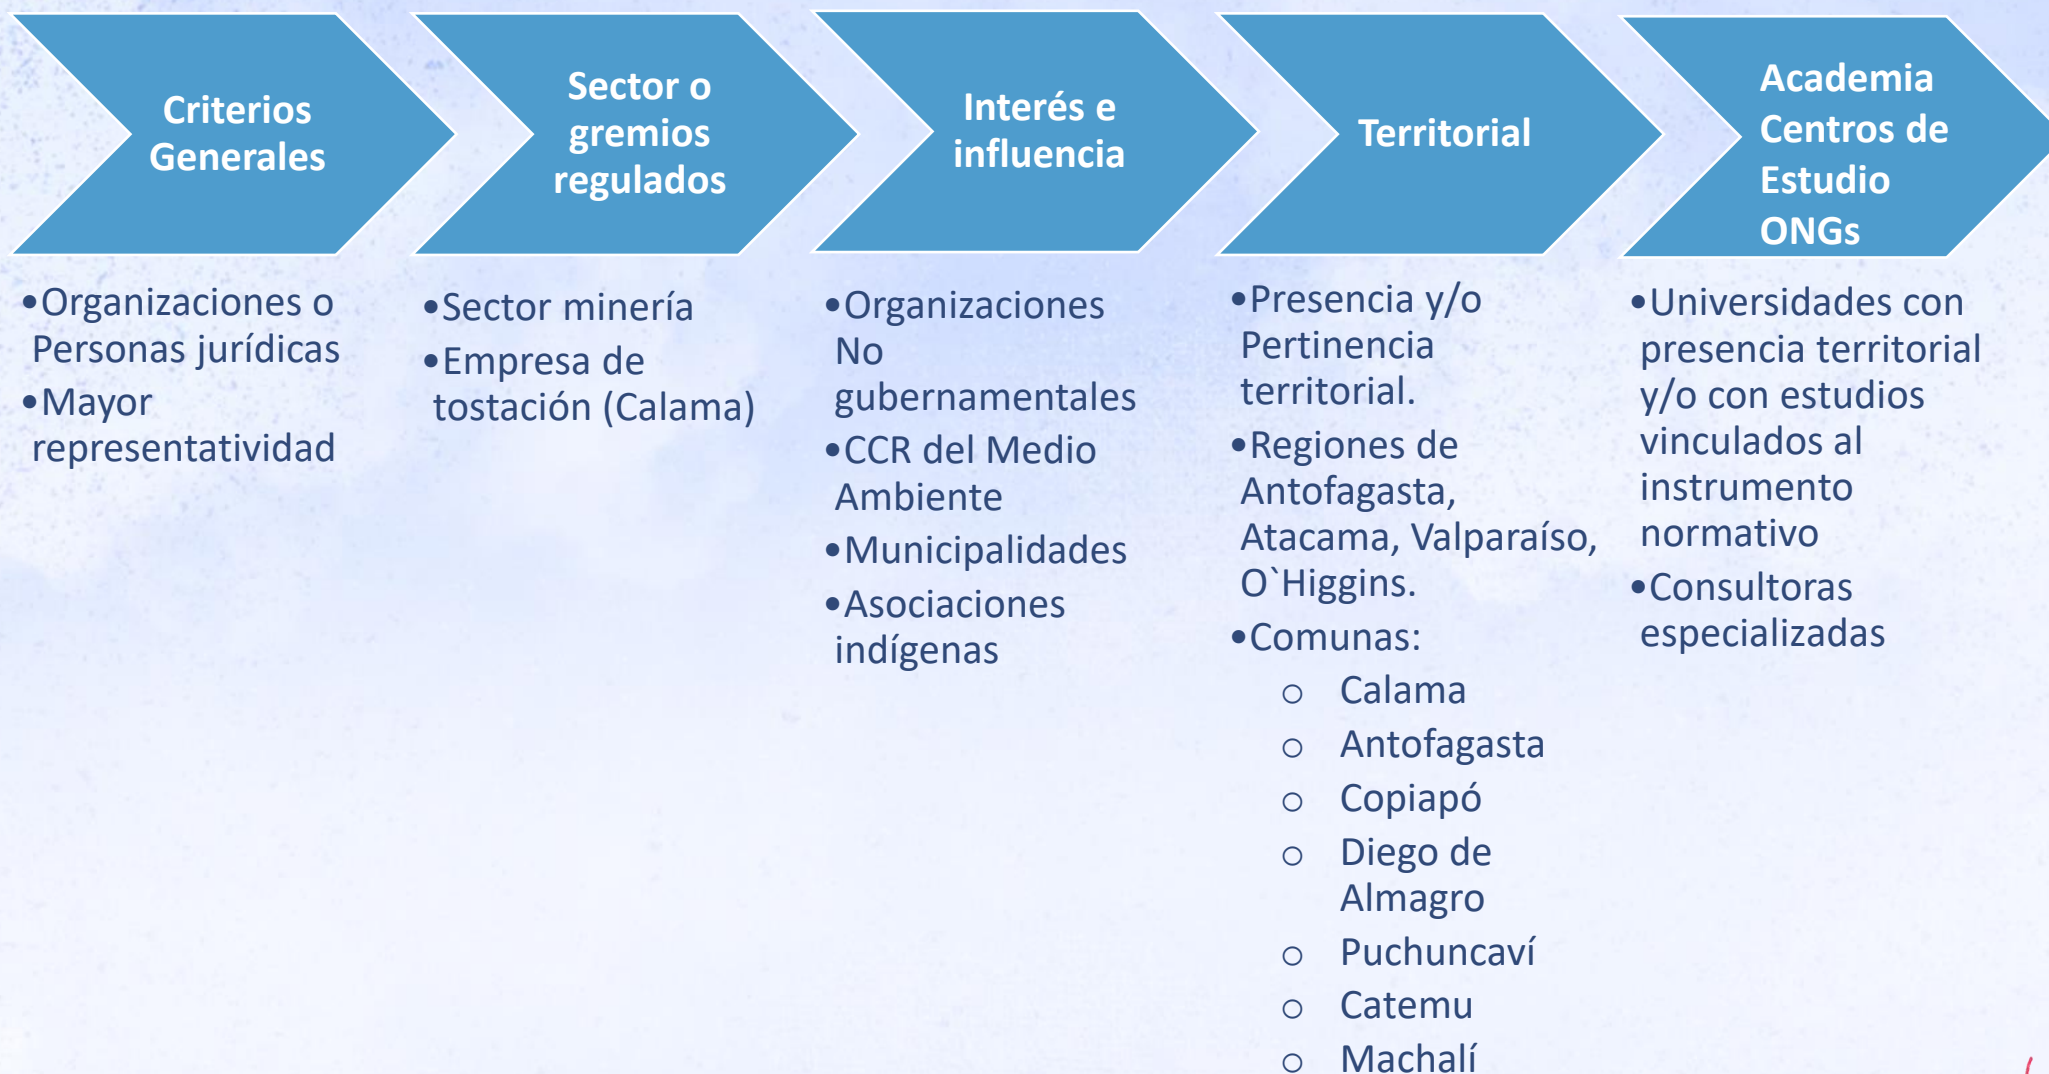 Criterios
Generales
•Organizaciones o
Personas jurídicas
•Mayor
representatividad
Sector o
gremios
regulados
•Sector minería
•Empresa de
tostación (Calama)
Interés e
influencia
•Organizaciones
No
gubernamentales
•CCR del Medio
Ambiente
•Municipalidades
•Asociaciones
indígenas
Territorial
•Presencia y/o
Pertinencia
territorial.
•Regiones de
Antofagasta,
Atacama, Valparaíso,
O`Higgins.
•Comunas:
o Calama
o Antofagasta
o Copiapó
o Diego de
Almagro
o Puchuncaví
o Catemu
o Machalí
Academia
Centros de
Estudio
ONGs
•Universidades con
presencia territorial
y/o con estudios
vinculados al
instrumento
normativo
•Consultoras
especializadas